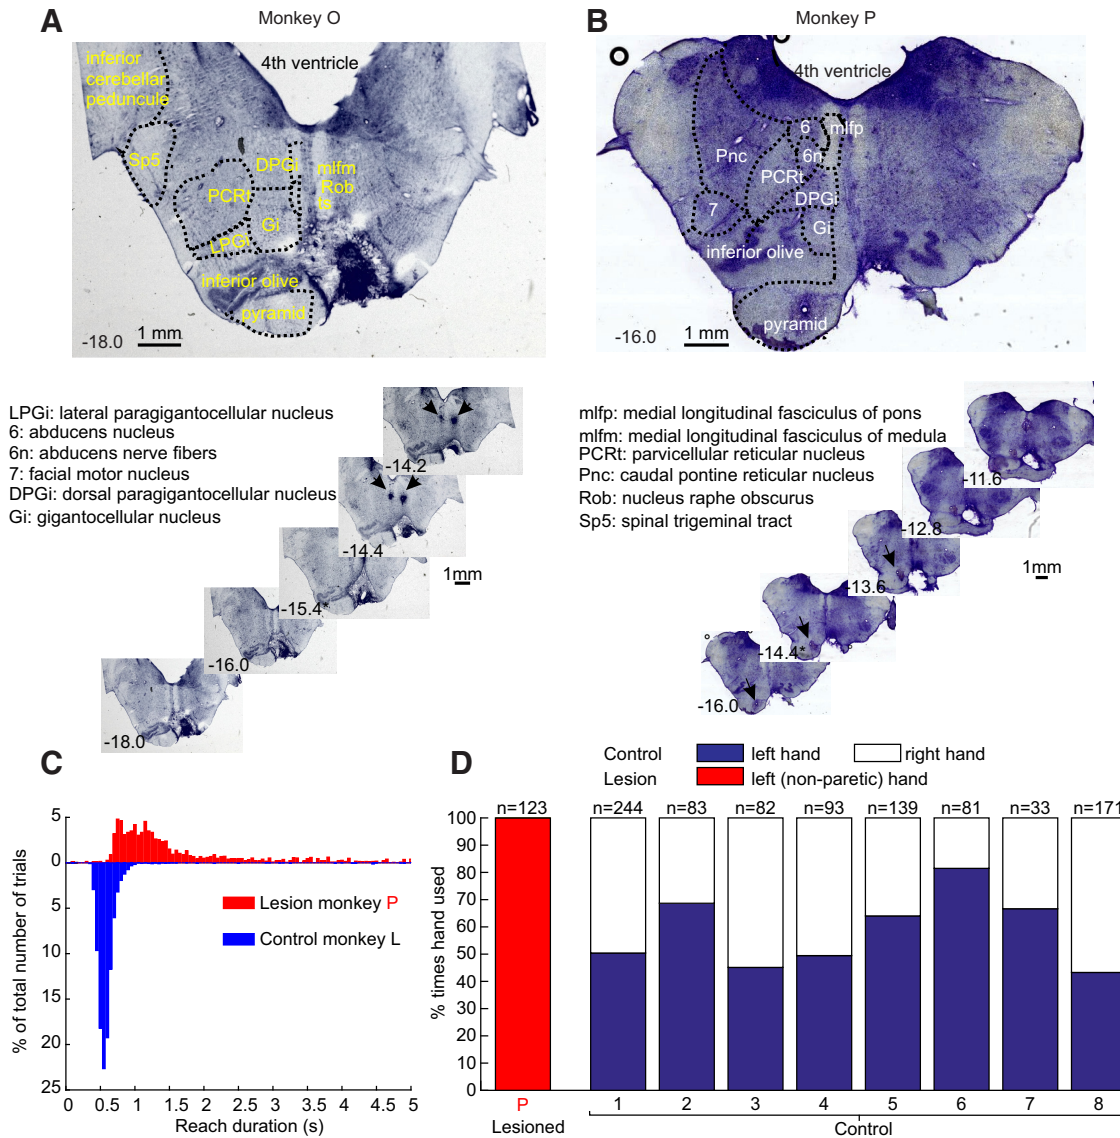 A
Monkey O
inferior
cerebellar
peduncule
4th ventricle
Sp5
DPGi
mlfm
PCRt
Rob
ts
Gi
LPGi
inferior olive
pyramid
-18.0
1 mm
B
Monkey P
4th ventricle
6
mlfp
Pnc
6n
PCRt
DPGi
7
Gi
inferior olive
pyramid
-16.0
1 mm
LPGi: lateral paragigantocellular nucleus
6: abducens nucleus
6n: abducens nerve fibers
7: facial motor nucleus
DPGi: dorsal paragigantocellular nucleus
Gi: gigantocellular nucleus
-14.2
-14.4
-15.4*
-16.0
-18.0
1mm
mlfp: medial longitudinal fasciculus of pons
mlfm: medial longitudinal fasciculus of medula
PCRt: parvicellular reticular nucleus
Pnc: caudal pontine reticular nucleus
Rob: nucleus raphe obscurus
Sp5: spinal trigeminal tract
-11.6
-12.8
-13.6
-14.4*
-16.0
1mm
C
5
0
5
10
15
20
25
% of total number of trials
Lesion monkey P
Control monkey L
0 0.5 1 1.5 2 2.5 3 3.5 4 4.5 5
Reach duration (s)
D
Control left hand right hand
Lesion left (non-paretic) hand
n=123 n=244 n=83 n=82 n=93 n=139 n=81 n=33 n=171
100
90
80
70
60
50
40
30
20
10
0
% times hand used
P 1 2 3 4 5 6 7 8
Lesioned Control